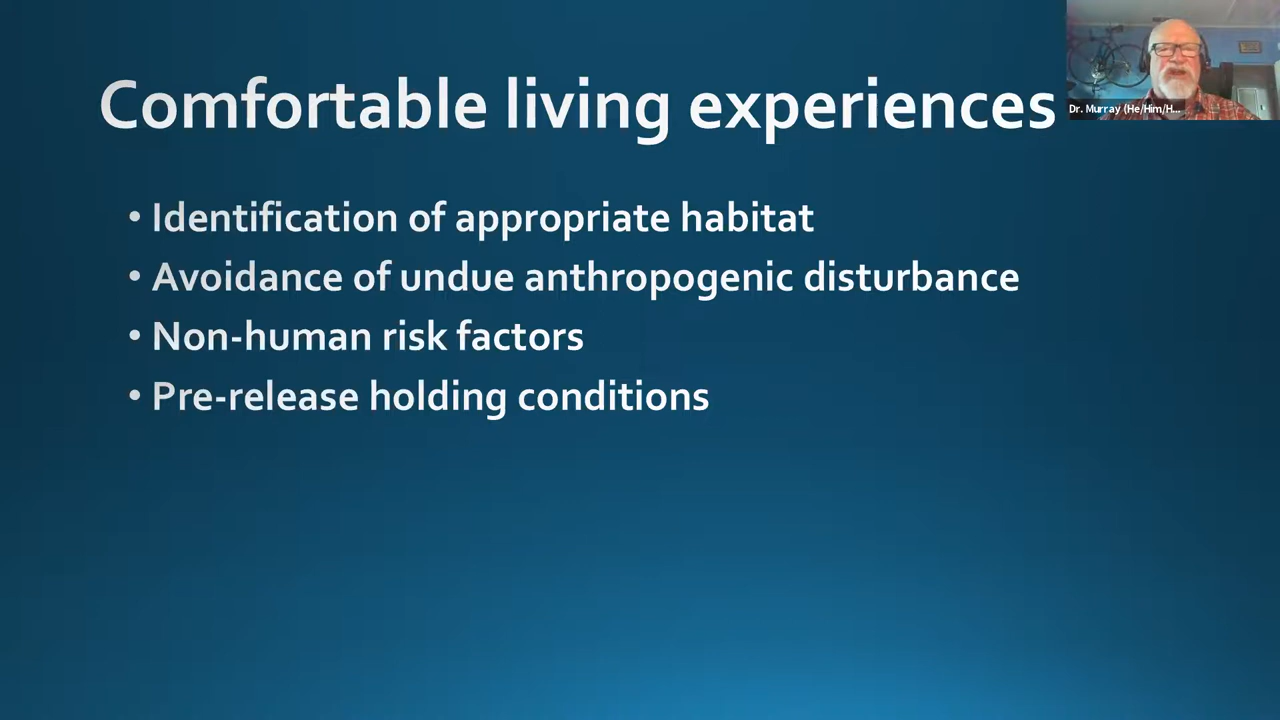 Comfortable living experiences
Dr. Murray (He/Him/H...
• Identification of appropriate habitat
• Avoidance of undue anthropogenic disturbance
• Non-human risk factors
• Pre-release holding conditions